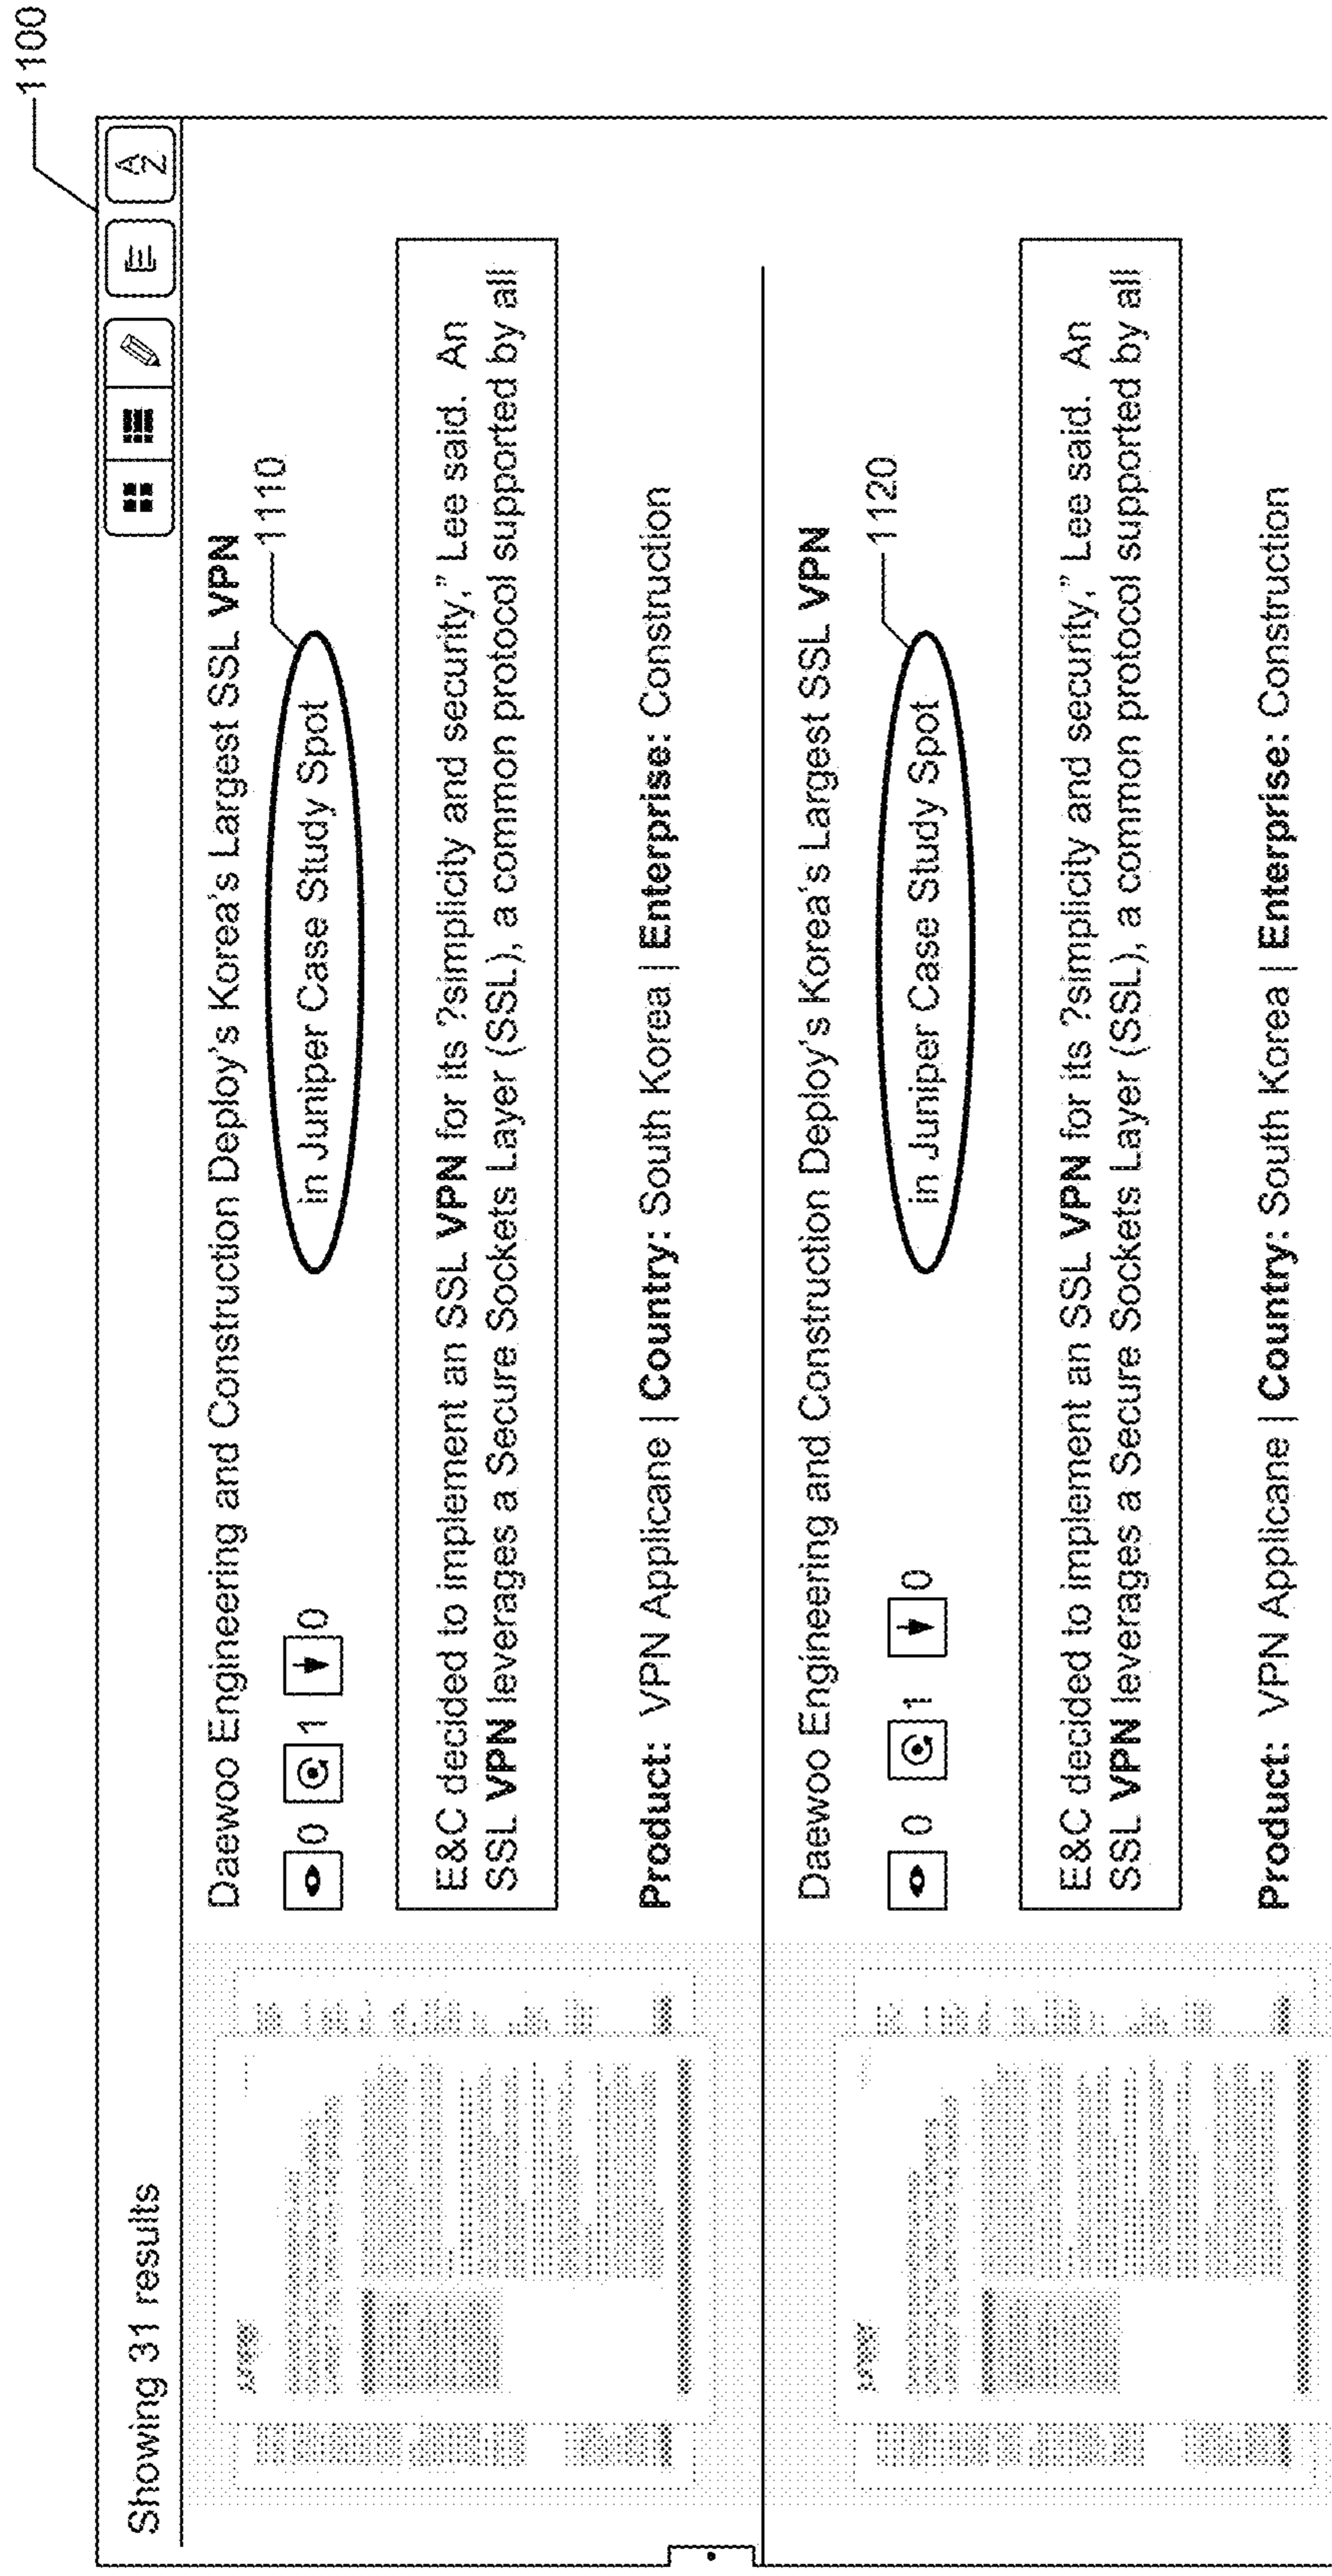 1100
Showing 31 results
A
Z
Daewoo Engineering and Construction Deploy's Korea's Largest SSL VPN
0 1 0
in Juniper Case Study Spot
1110
E&C decided to implement an SSL VPN for its ?simplicity and security,” Lee said. An
SSL VPN leverages a Secure Sockets Layer (SSL), a common protocol supported by all
Product: VPN Applicane | Country: South Korea | Enterprise: Construction
Daewoo Engineering and Construction Deploy's Korea's Largest SSL VPN
0 1 0
in Juniper Case Study Spot
1120
E&C decided to implement an SSL VPN for its ?simplicity and security,” Lee said. An
SSL VPN leverages a Secure Sockets Layer (SSL), a common protocol supported by all
Product: VPN Applicane | Country: South Korea | Enterprise: Construction